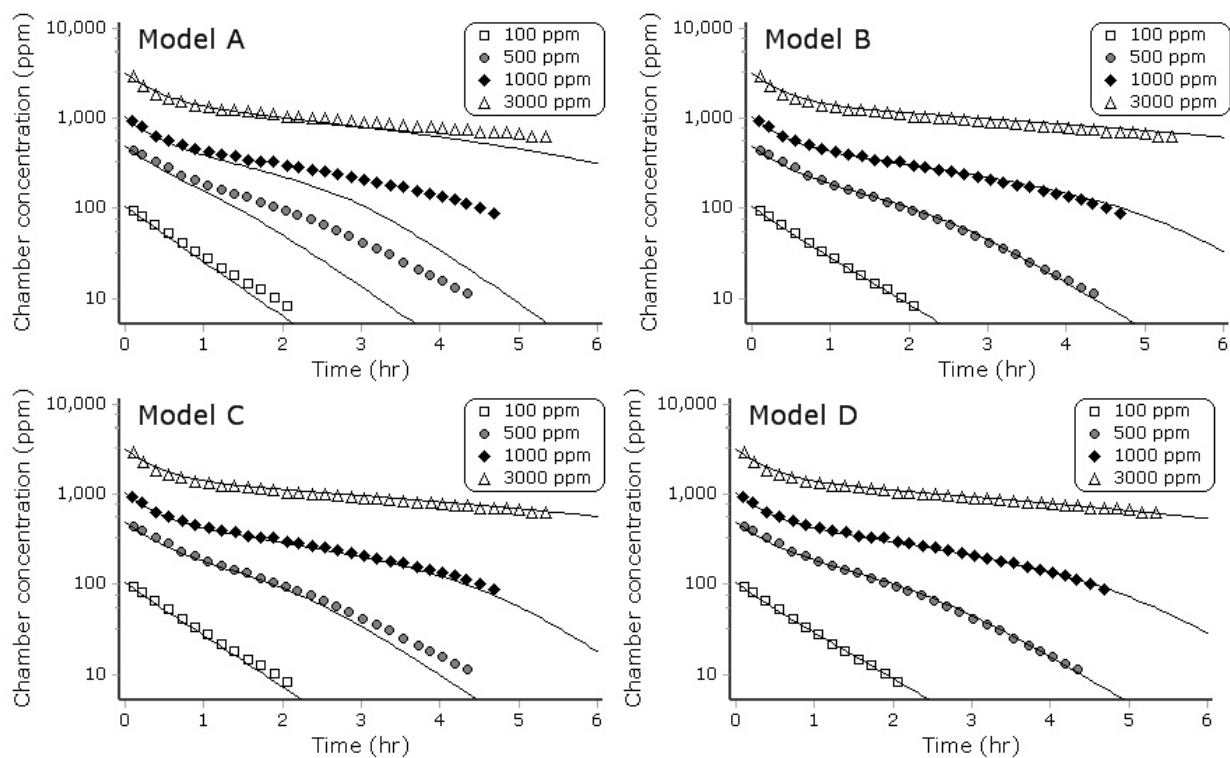 Model A
Chamber concentration (ppm)
10,000
1,000
100
10
100 ppm
500 ppm
1000 ppm
3000 ppm
0 1 2 3 4 5 6
Time (hr)
Model B
Chamber concentration (ppm)
10,000
1,000
100
10
100 ppm
500 ppm
1000 ppm
3000 ppm
0 1 2 3 4 5 6
Time (hr)
Model C
Chamber concentration (ppm)
10,000
1,000
100
10
100 ppm
500 ppm
1000 ppm
3000 ppm
0 1 2 3 4 5 6
Time (hr)
Model D
Chamber concentration (ppm)
10,000
1,000
100
10
100 ppm
500 ppm
1000 ppm
3000 ppm
0 1 2 3 4 5 6
Time (hr)